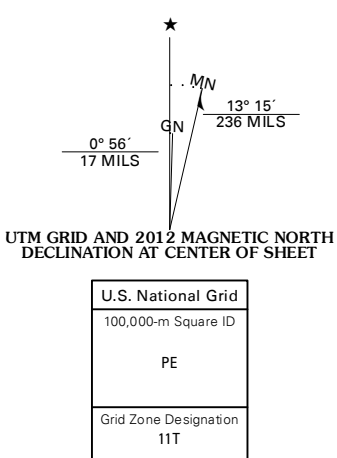 ★
MN
GN
13° 15´
236 MILS
0° 56´
17 MILS
UTM GRID AND 2012 MAGNETIC NORTH
DECLINATION AT CENTER OF SHEET
U.S. National Grid
100,000-m Square ID
PE
Grid Zone Designation
11T